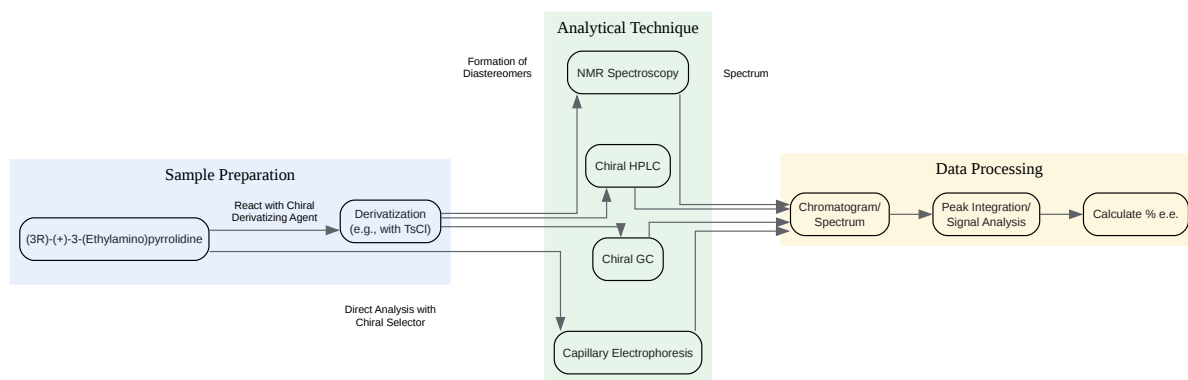 Sample Preparation
(3R)-(+)-3-(Ethylamino)pyrrolidine
React with Chiral
Derivatizing Agent
Derivatization
(e.g., with TsCl)
Direct Analysis with
Chiral Selector
Formation of
Diastereomers
Analytical Technique
NMR Spectroscopy
Chiral HPLC
Chiral GC
Capillary Electrophoresis
Spectrum
Data Processing
Chromatogram/
Spectrum
Peak Integration/
Signal Analysis
Calculate % e.e.